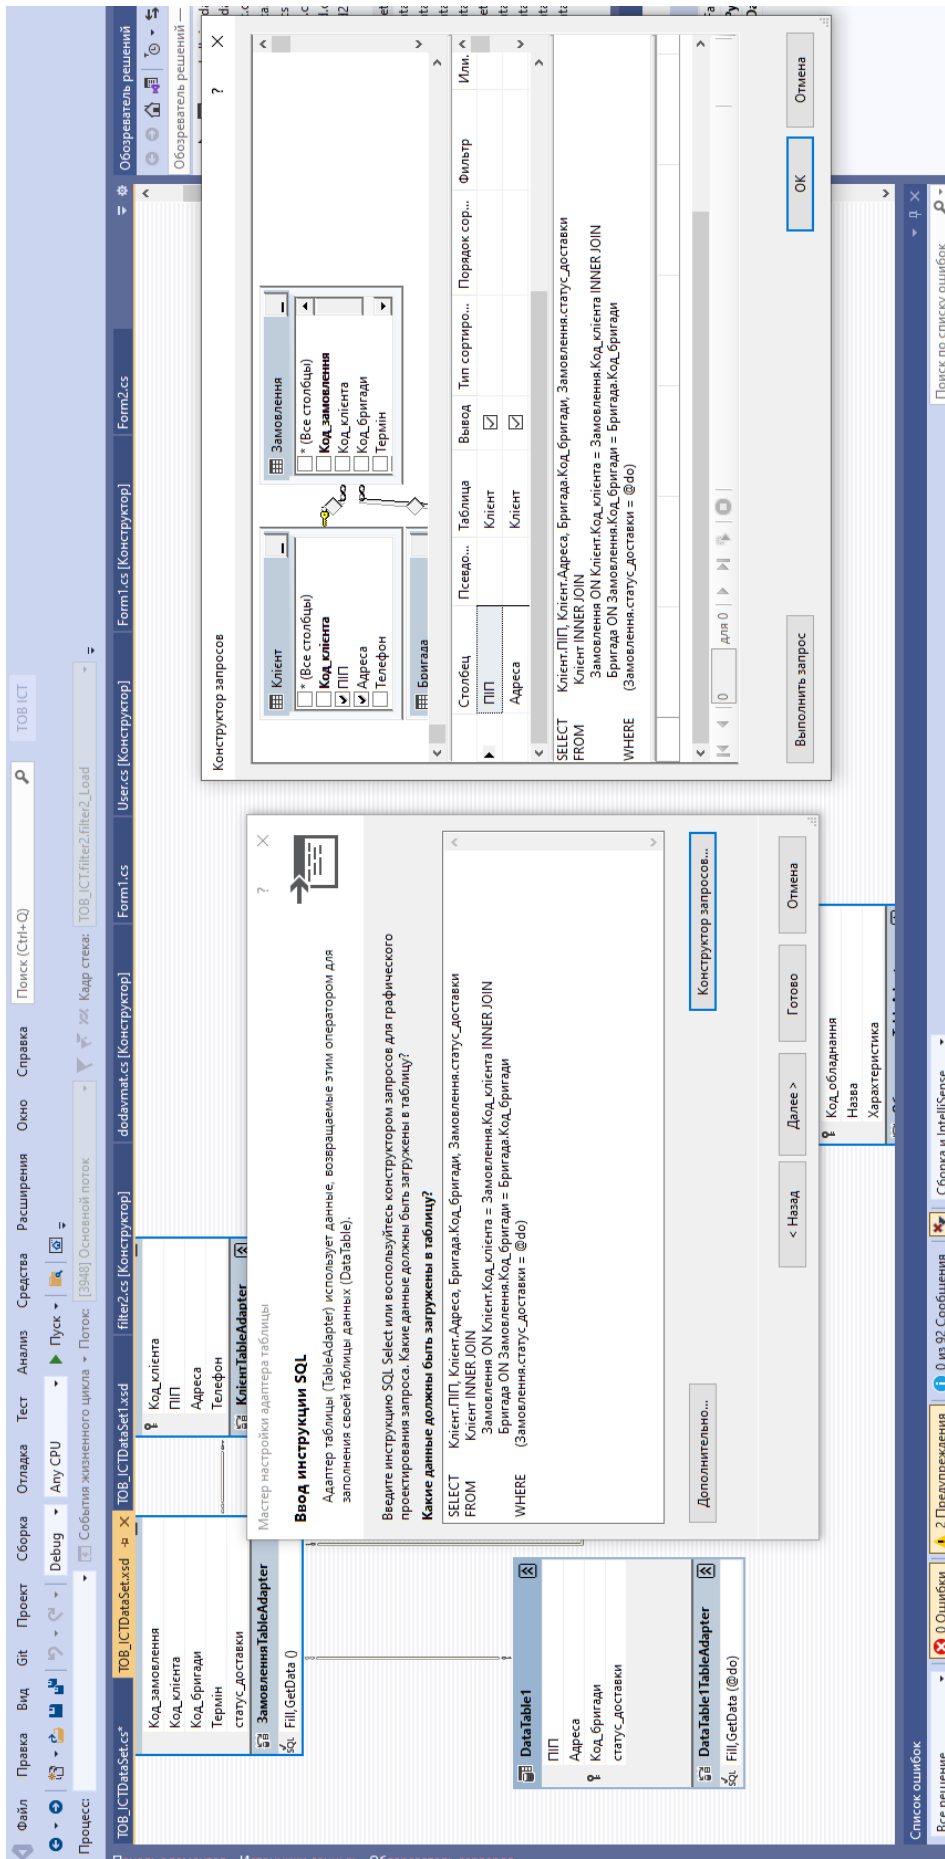 Файл Правка Вид Git Проект Сборка Отладка Тест Анализ Средства Расширения Окно Справка Поиск (Ctrl+Q) ТОВ ІСТ
Debug Any CPU Пуск
Процесс: События жизненного цикла Поток: [3948] Основной поток Кадр стека: TOB_ICT.filter2.filter2_Load
TOB_ICTDataSet.cs* TOB_ICTDataSet.xsd TOB_ICTDataSet1.xsd filter2.cs [Конструктор] dodavmat.cs [Конструктор] Form1.cs User.cs [Конструктор] Form1.cs [Конструктор] Form2.cs
Обозреватель решений
Обозреватель решений —
Код_замовлення
Код_клієнта
Код_бригади
Термін
статус_доставки
ЗамовленняTableAdapter
Fill,GetData ()
Код_клієнта
ПІП
Адреса
Телефон
КлієнтTableAdapter
DataTable1
ПІП
Адреса
Код_бригади
статус_доставки
DataTable1TableAdapter
Fill,GetData (@do)
Мастер настройки адаптера таблицы ? ×
Ввод инструкции SQL
Адаптер таблицы (TableAdapter) использует данные, возвращаемые этим оператором для
заполнения своей таблицы данных (DataTable).
Введите инструкцию SQL Select или воспользуйтесь конструктором запросов для графического
проектирования запроса. Какие данные должны быть загружены в таблицу?
Какие данные должны быть загружены в таблицу?
SELECT Клієнт.ПІП, Клієнт.Адреса, Бригада.Код_бригади, Замовлення.статус_доставки
FROM Клієнт INNER JOIN
Замовлення ON Клієнт.Код_клієнта = Замовлення.Код_клієнта INNER JOIN
Бригада ON Замовлення.Код_бригади = Бригада.Код_бригади
WHERE (Замовлення.статус_доставки = @do)
Дополнительно... Конструктор запросов...
< Назад Далее > Готово Отмена
Код_обладнання
Назва
Характеристика
Конструктор запросов ? ×
Клієнт
* (Все столбцы)
Код_клієнта
ПІП
Адреса
Телефон
Замовлення
* (Все столбцы)
Код_замовлення
Код_клієнта
Код_бригади
Термін
Бригада
Столбец Псевдо... Таблица Вывод Тип сортиро... Порядок сор... Фильтр Или.
ПІП Клієнт
Адреса Клієнт
SELECT Клієнт.ПІП, Клієнт.Адреса, Бригада.Код_бригади, Замовлення.статус_доставки
FROM Клієнт INNER JOIN
Замовлення ON Клієнт.Код_клієнта = Замовлення.Код_клієнта INNER JOIN
Бригада ON Замовлення.Код_бригади = Бригада.Код_бригади
WHERE (Замовлення.статус_доставки = @do)
0 для 0
Выполнить запрос OK Отмена
Список ошибок
Все решение 0 Ошибки 2 Предупреждения 0 из 92 Сообщения Сборка и IntelliSense Поиск по списку ошибок